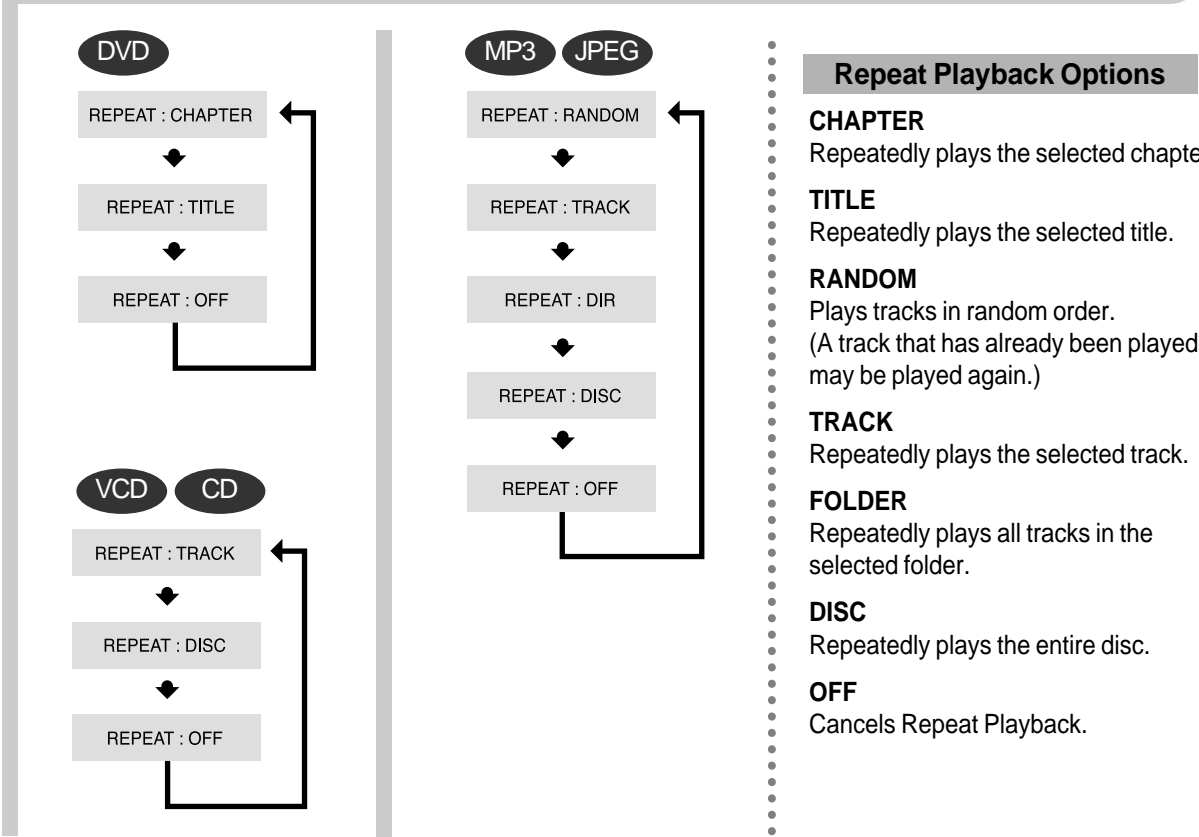 DVD
REPEAT : CHAPTER
REPEAT : TITLE
REPEAT : OFF
VCD CD
REPEAT : TRACK
REPEAT : DISC
REPEAT : OFF
MP3 JPEG
REPEAT : RANDOM
REPEAT : TRACK
REPEAT : DIR
REPEAT : DISC
REPEAT : OFF
Repeat Playback Options
CHAPTER
Repeatedly plays the selected chapte
TITLE
Repeatedly plays the selected title.
RANDOM
Plays tracks in random order.
(A track that has already been played
may be played again.)
TRACK
Repeatedly plays the selected track.
FOLDER
Repeatedly plays all tracks in the
selected folder.
DISC
Repeatedly plays the entire disc.
OFF
Cancels Repeat Playback.